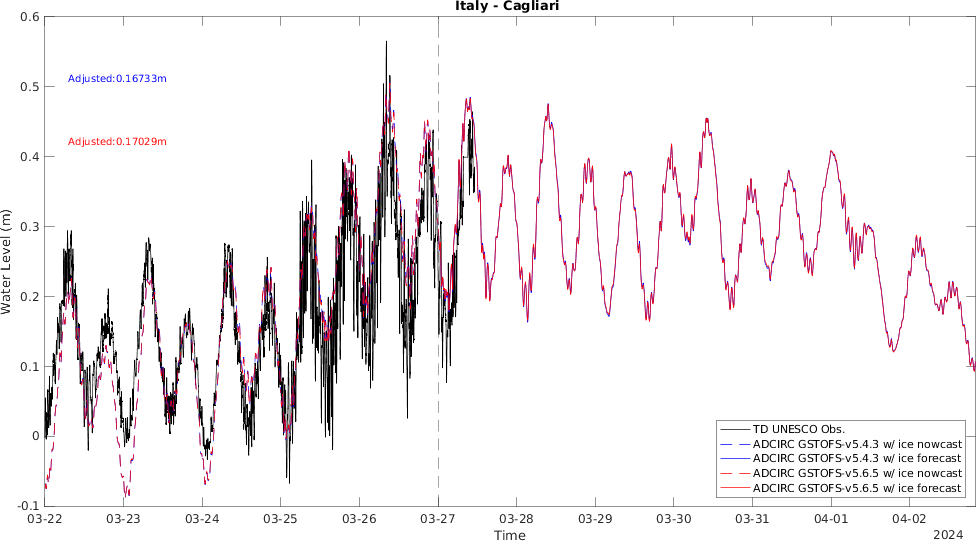 Italy - Cagliari
0.6
0.5
0.4
0.3
0.2
0.1
0
-0.1
Water Level (m)
Adjusted:0.16733m
Adjusted:0.17029m
TD UNESCO Obs.
ADCIRC GSTOFS-v5.4.3 w/ ice nowcast
ADCIRC GSTOFS-v5.4.3 w/ ice forecast
ADCIRC GSTOFS-v5.6.5 w/ ice nowcast
ADCIRC GSTOFS-v5.6.5 w/ ice forecast
03-22 03-23 03-24 03-25 03-26 03-27 03-28 03-29 03-30 03-31 04-01 04-02
Time
2024